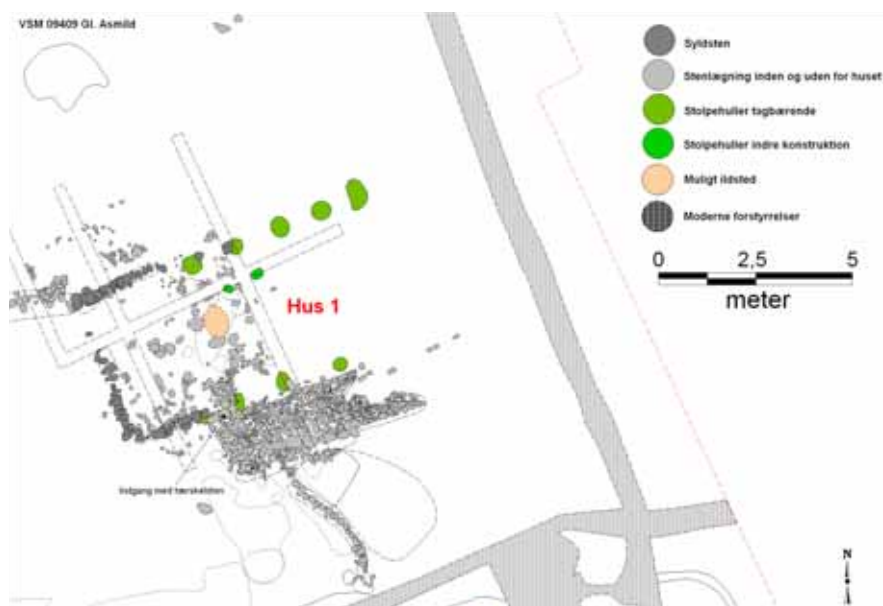 VSM 09409 Gl. Asmild
Syldsten
Stenlægning inden og uden for huset
Stolpehuller tagbærende
Stolpehuller indre konstruktion
Muligt ildsted
Moderne forstyrrelser
0 2,5 5
meter
Hus 1
Indgang med tærskelsten
N